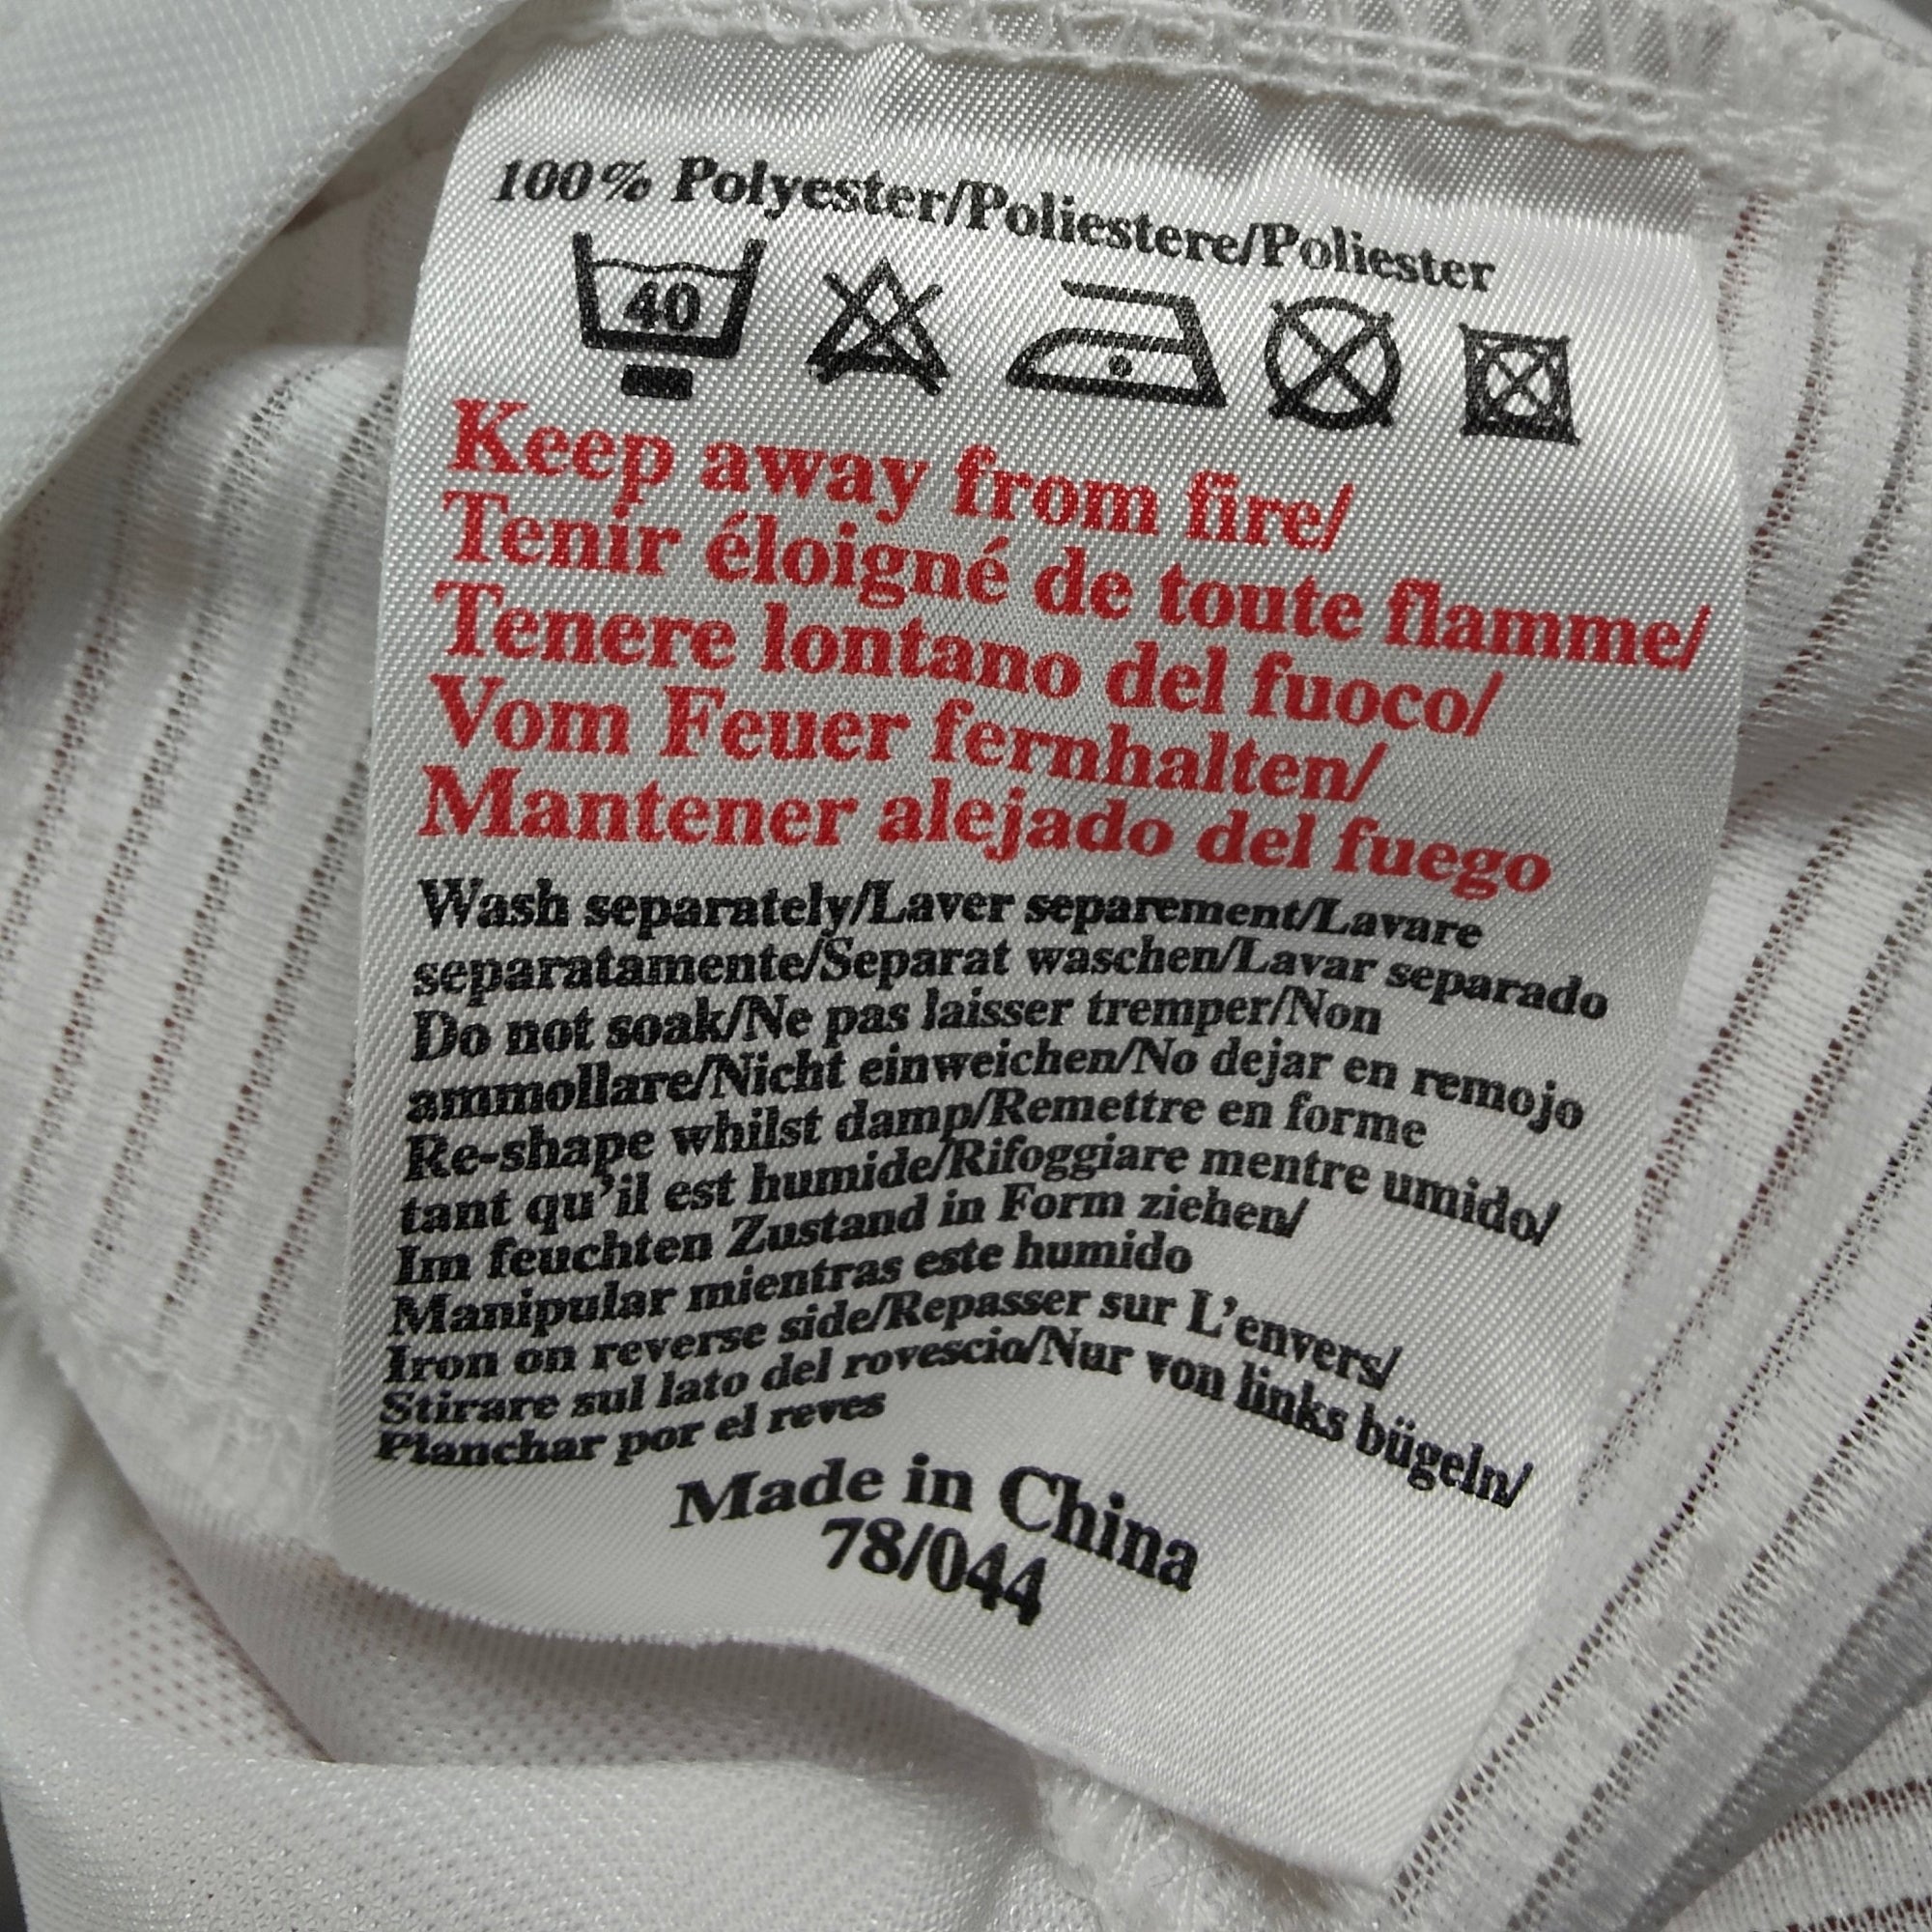 100% Polyester/Poliestere/Poliester
40
Keep away from fire/
Tenir éloigné de toute flamme/
Tenere lontano del fuoco/
Vom Feuer fernhalten/
Mantener alejado del fuego
Wash separately/Laver separement/Lavare
separatamente/Separat waschen/Lavar separado
Do not soak/Ne pas laisser tremper/Non
ammollare/Nicht einweichen/No dejar en remojo
Re-shape whilst damp/Remettre en forme
tant qu'il est humide/Rifoggiare mentre umido/
Im feuchten Zustand in Form ziehen/
Manipular mientras este humido
Iron on reverse side/Repasser sur L'envers/
Stirare sul lato del rovescio/Nur von links bügeln/
Planchar por el reves
Made in China
78/044